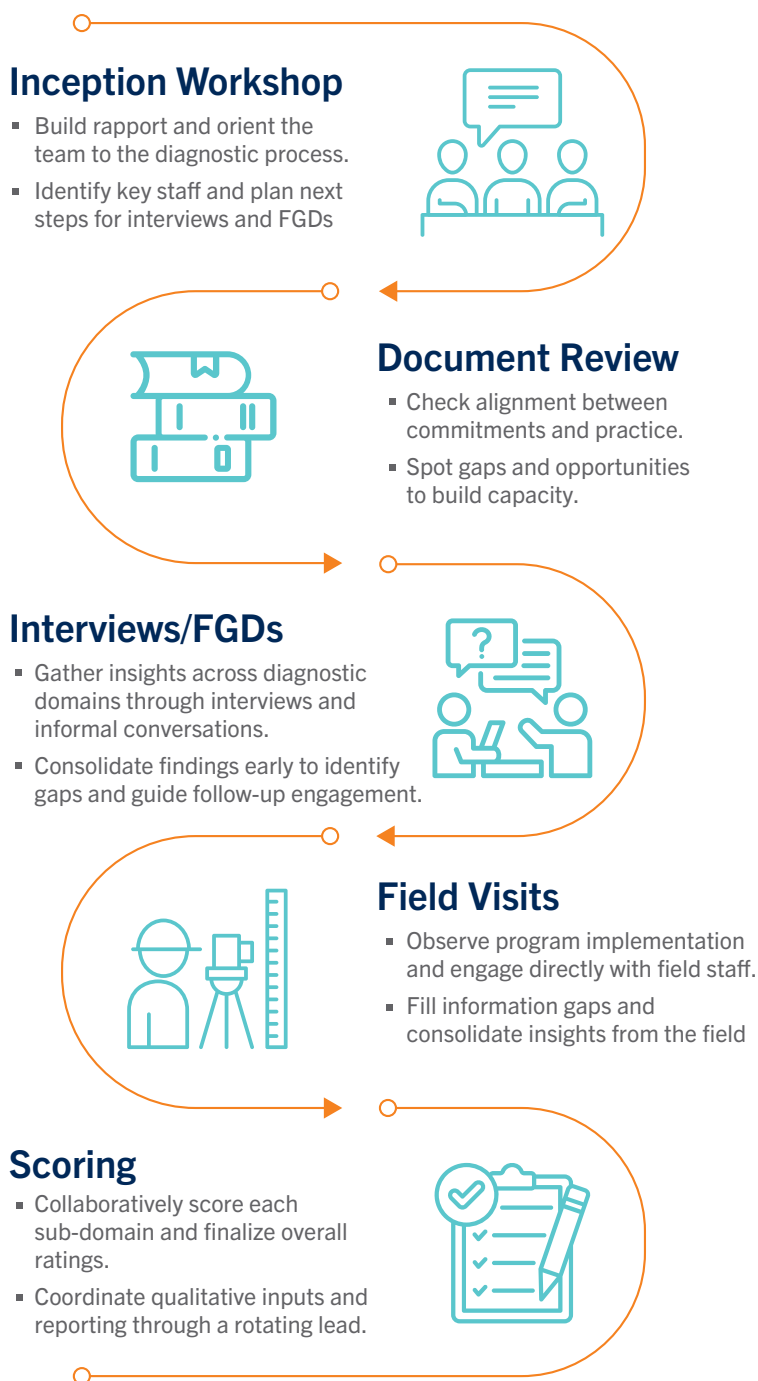 Inception Workshop
▪ Build rapport and orient the
team to the diagnostic process.
▪ Identify key staff and plan next
steps for interviews and FGDs
Document Review
▪ Check alignment between
commitments and practice.
▪ Spot gaps and opportunities
to build capacity.
Interviews/FGDs
▪ Gather insights across diagnostic
domains through interviews and
informal conversations.
▪ Consolidate findings early to identify
gaps and guide follow-up engagement.
?
Field Visits
▪ Observe program implementation
and engage directly with field staff.
▪ Fill information gaps and
consolidate insights from the field
Scoring
▪ Collaboratively score each
sub-domain and finalize overall
ratings.
▪ Coordinate qualitative inputs and
reporting through a rotating lead.